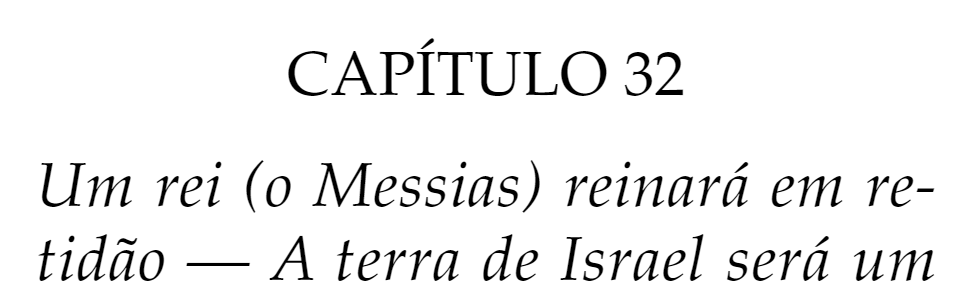 CAPÍTULO 32
Um rei (o Messias) reinará em re-
tidão — A terra de Israel será um